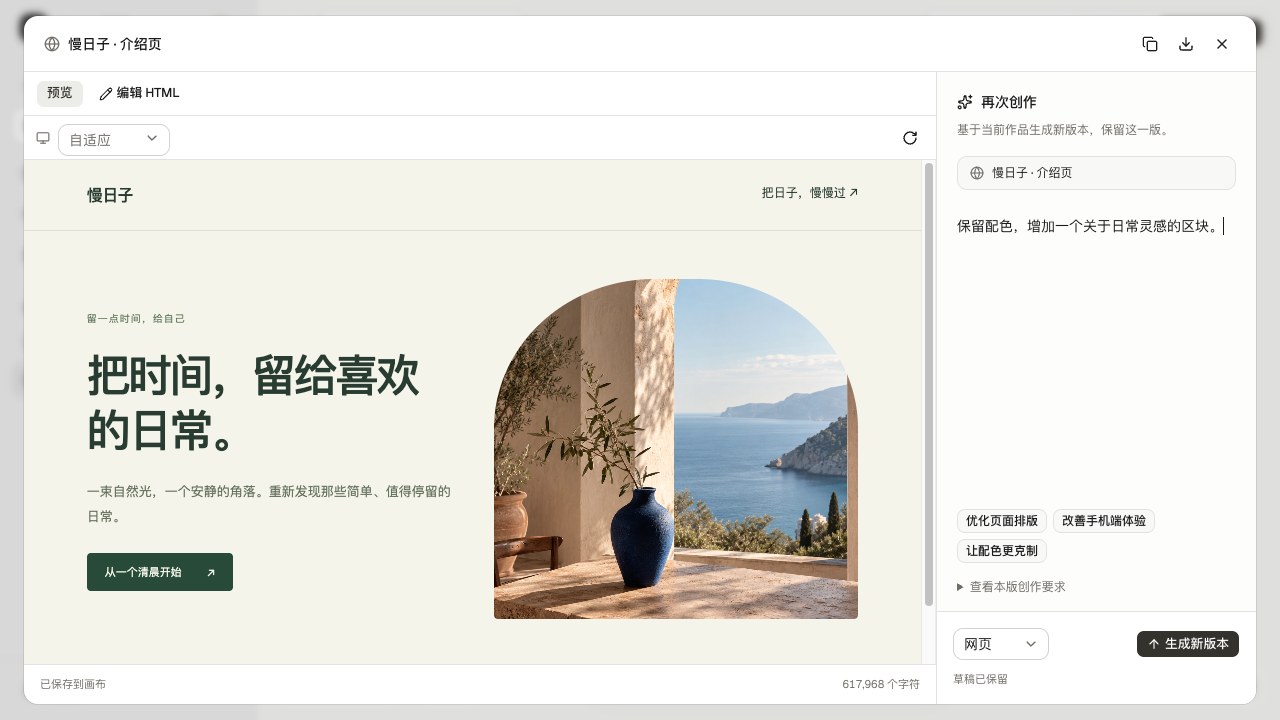 慢日子 · 介绍页
预览
编辑 HTML
自适应
慢日子
把日子，慢慢过
留一点时间，给自己
把时间，留给喜欢
的日常。
一束自然光，一个安静的角落。重新发现那些简单、值得停留的
日常。
从一个清晨开始
已保存到画布
617,968 个字符
再次创作
基于当前作品生成新版本，保留这一版。
慢日子 · 介绍页
保留配色，增加一个关于日常灵感的区块。
优化页面排版
改善手机端体验
让配色更克制
查看本版创作要求
网页
生成新版本
草稿已保留